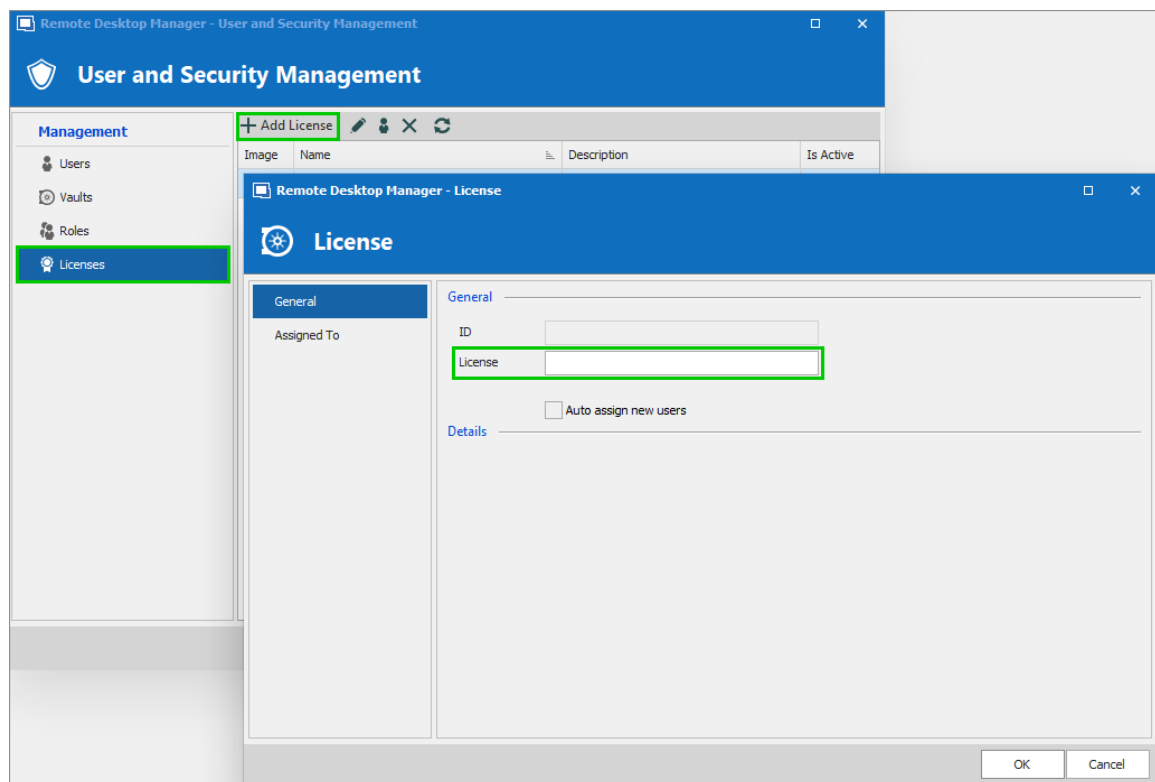 Remote Desktop Manager - User and Security Management
User and Security Management
Management
Users
Vaults
Roles
Licenses
Add License
Image Name Description Is Active
Remote Desktop Manager - License
License
General
Assigned To
General
ID
License
Auto assign new users
Details
OK Cancel